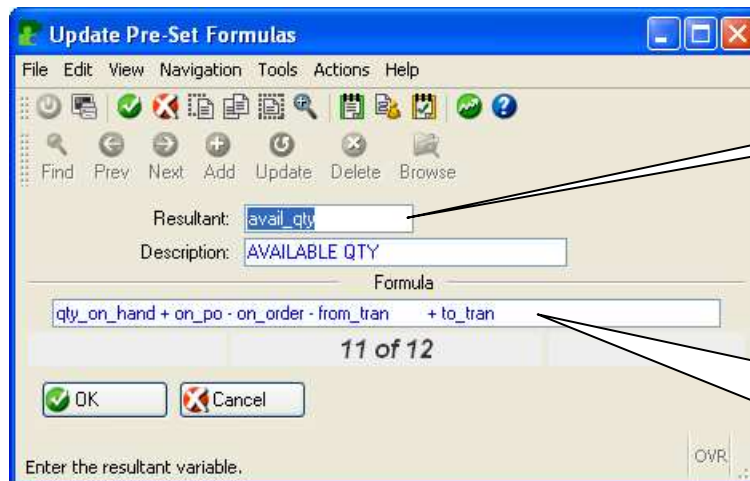 Update Pre-Set Formulas
File Edit View Navigation Tools Actions Help
Find Prev Next Add Update Delete Browse
Resultant: avail_qty
Description: AVAILABLE QTY
Formula
qty_on_hand + on_po - on_order - from_tran + to_tran
11 of 12
OK Cancel
Enter the resultant variable. OVR